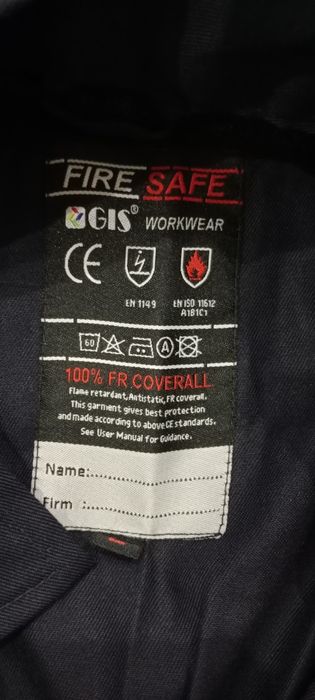 FIRE SAFE
GIS® WORKWEAR
CE
EN 1149 EN ISO 11612
A1B1C1
60 A
100% FR COVERALL
Flame retardant, Antistatic, FR coverall.
This garment gives best protection
and made according to above CE standards.
See User Manual for Guidance.
Name:..................
Firm :..................